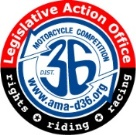 Legislative Action Office
MOTORCYCLE COMPETITION
DIST.
36
www.ama-d36.org
rights ✪ riding ✪ racing